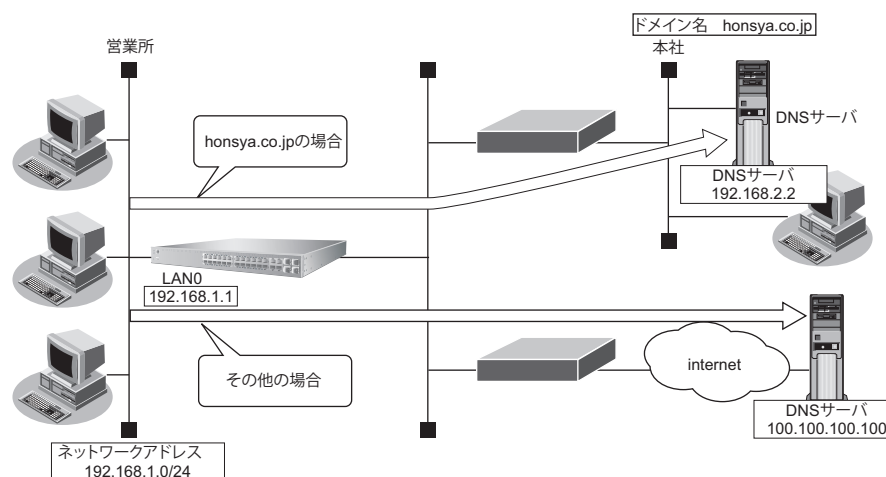 ドメイン名 honsya.co.jp
営業所
本社
honsya.co.jpの場合
DNSサーバ
DNSサーバ
192.168.2.2
LAN0
192.168.1.1
その他の場合
internet
DNSサーバ
100.100.100.100
ネットワークアドレス
192.168.1.0/24